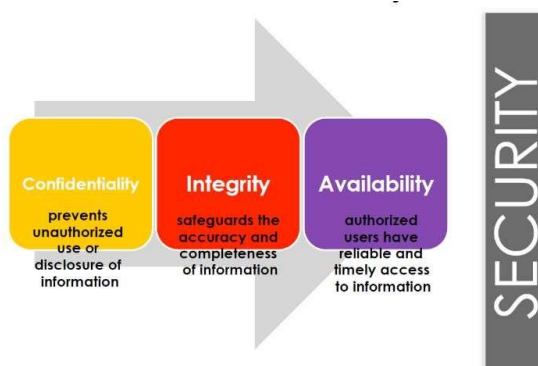 Confidentiality
prevents
unauthorized
use or
disclosure of
information
Integrity
safeguards the
accuracy and
completeness
of information
Availability
authorized
users have
reliable and
timely access
to information
SECURITY